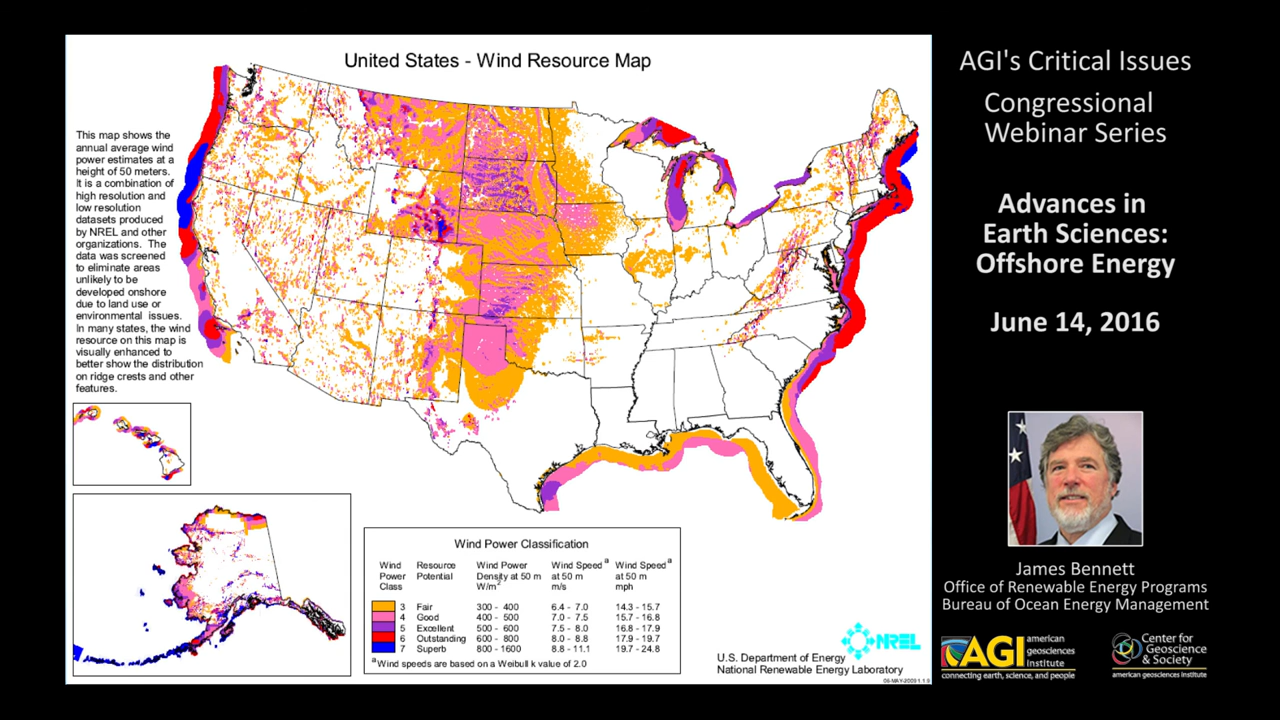 United States - Wind Resource Map
This map shows the
annual average wind
power estimates at a
height of 50 meters.
It is a combination of
high resolution and
low resolution
datasets produced
by NREL and other
organizations. The
data was screened
to eliminate areas
unlikely to be
developed onshore
due to land use or
environmental issues.
In many states, the wind
resource on this map is
visually enhanced to
better show the distribution
on ridge crests and other
features.
Wind Power Classification
Wind Power Class
Resource Potential
Wind Power Density at 50 m W/m²
Wind Speed a at 50 m m/s
Wind Speed a at 50 m mph
3 Fair 300 - 400 6.4 - 7.0 14.3 - 15.7
4 Good 400 - 500 7.0 - 7.5 15.7 - 16.8
5 Excellent 500 - 600 7.5 - 8.0 16.8 - 17.9
6 Outstanding 600 - 800 8.0 - 8.8 17.9 - 19.7
7 Superb 800 - 1600 8.8 - 11.1 19.7 - 24.8
a Wind speeds are based on a Weibull k value of 2.0
NREL
U.S. Department of Energy
National Renewable Energy Laboratory
AGI's Critical Issues
Congressional
Webinar Series
Advances in
Earth Sciences:
Offshore Energy
June 14, 2016
James Bennett
Office of Renewable Energy Programs
Bureau of Ocean Energy Management
AGI
american
geosciences
institute
connecting earth, science, and people
Center for
Geoscience
& Society
american geosciences institute